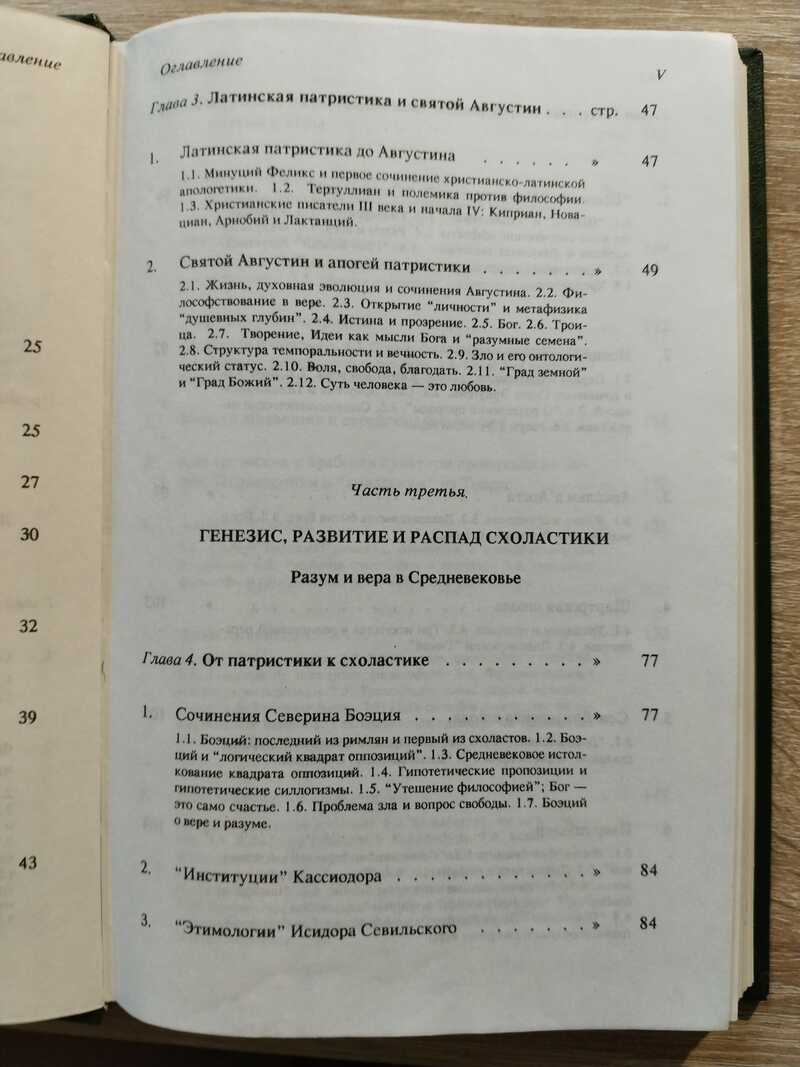 Оглавление
V
Глава 3. Латинская патристика и святой Августин . . . стр. 47
1. Латинская патристика до Августина . . . . . . » 47
1.1. Минуций Феликс и первое сочинение христианско-латинской
апологетики. 1.2. Тертуллиан и полемика против философии.
1.3. Христианские писатели III века и начала IV: Киприан, Нова-
циан, Арнобий и Лактанций.
2. Святой Августин и апогей патристики . . . . . . . » 49
2.1. Жизнь, духовная эволюция и сочинения Августина. 2.2. Фи-
лософствование в вере. 2.3. Открытие “личности” и метафизика
“душевных глубин”. 2.4. Истина и прозрение. 2.5. Бог. 2.6. Трои-
ца. 2.7. Творение, Идеи как мысли Бога и “разумные семена”.
2.8. Структура темпоральности и вечность. 2.9. Зло и его онтологи-
ческий статус. 2.10. Воля, свобода, благодать. 2.11. “Град земной”
и “Град Божий”. 2.12. Суть человека — это любовь.
Часть третья.
ГЕНЕЗИС, РАЗВИТИЕ И РАСПАД СХОЛАСТИКИ
Разум и вера в Средневековье
Глава 4. От патристики к схоластике . . . . . . . . . » 77
1. Сочинения Северина Боэция . . . . . . . . . . . » 77
1.1. Боэций: последний из римлян и первый из схоластов. 1.2. Боэ-
ций и “логический квадрат оппозиций”. 1.3. Средневековое истол-
кование квадрата оппозиций. 1.4. Гипотетические пропозиции и
гипотетические силлогизмы. 1.5. “Утешение философией”; Бог —
это само счастье. 1.6. Проблема зла и вопрос свободы. 1.7. Боэций
о вере и разуме.
2. “Институции” Кассиодора . . . . . . . . . . . . » 84
3. “Этимологии” Исидора Севильского . . . . . . . » 84
авление
25
25
27
30
32
39
43